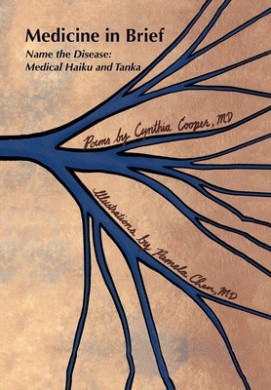 Medicine in Brief
Name the Disease:
Medical Haiku and Tanka
Poems by Cynthia Cooper, MD
Illustrations by Pamela Chen, MD